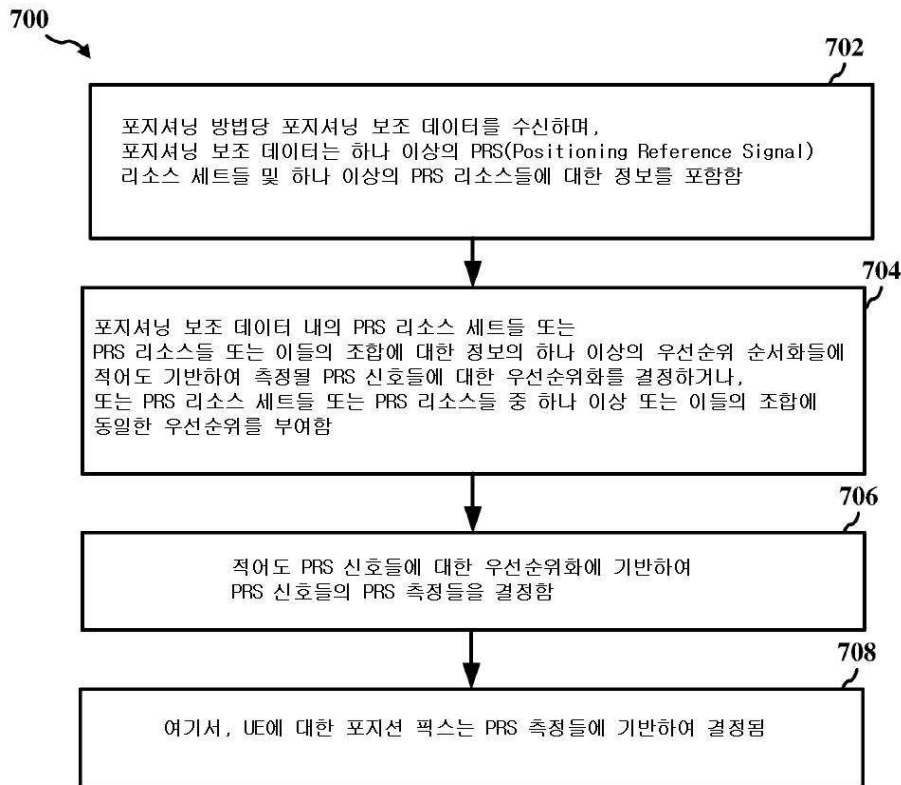 700
702
포지셔닝 방법당 포지셔닝 보조 데이터를 수신하며,
포지셔닝 보조 데이터는 하나 이상의 PRS(Positioning Reference Signal)
리소스 세트들 및 하나 이상의 PRS 리소스들에 대한 정보를 포함함
704
포지셔닝 보조 데이터 내의 PRS 리소스 세트들 또는
PRS 리소스들 또는 이들의 조합에 대한 정보의 하나 이상의 우선순위 순서화들에
적어도 기반하여 측정될 PRS 신호들에 대한 우선순위화를 결정하거나,
또는 PRS 리소스 세트들 또는 PRS 리소스들 중 하나 이상 또는 이들의 조합에
동일한 우선순위를 부여함
706
적어도 PRS 신호들에 대한 우선순위화에 기반하여
PRS 신호들의 PRS 측정들을 결정함
708
여기서, UE에 대한 포지션 픽스는 PRS 측정들에 기반하여 결정됨